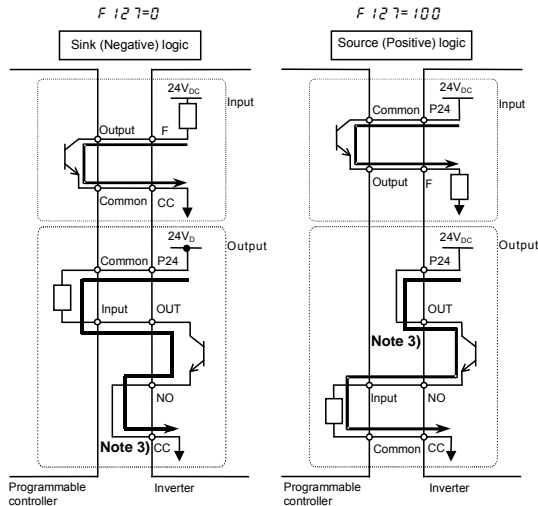 F127=0
Sink (Negative) logic
24VDC
Input
Output
F
Common
CC
24VD
Output
Common
P24
Input
OUT
NO
Note 3)
CC
Programmable
controller
Inverter
F127=100
Source (Positive) logic
24VDC
Input
Common
P24
Output
F
24VDC
Output
P24
OUT
Note 3)
Input
NO
Common
CC
Programmable
controller
Inverter